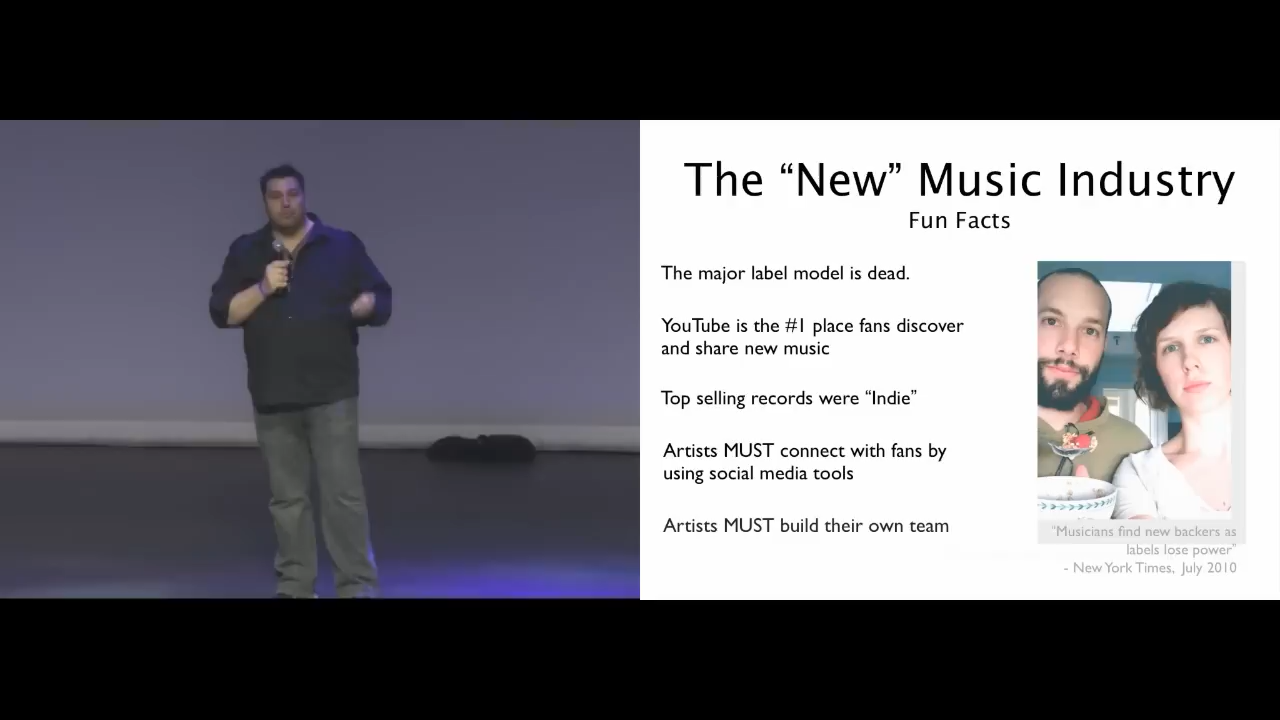 The “New” Music Industry
Fun Facts
The major label model is dead.
YouTube is the #1 place fans discover
and share new music
Top selling records were “Indie”
Artists MUST connect with fans by
using social media tools
Artists MUST build their own team
“Musicians find new backers as
labels lose power”
- New York Times, July 2010